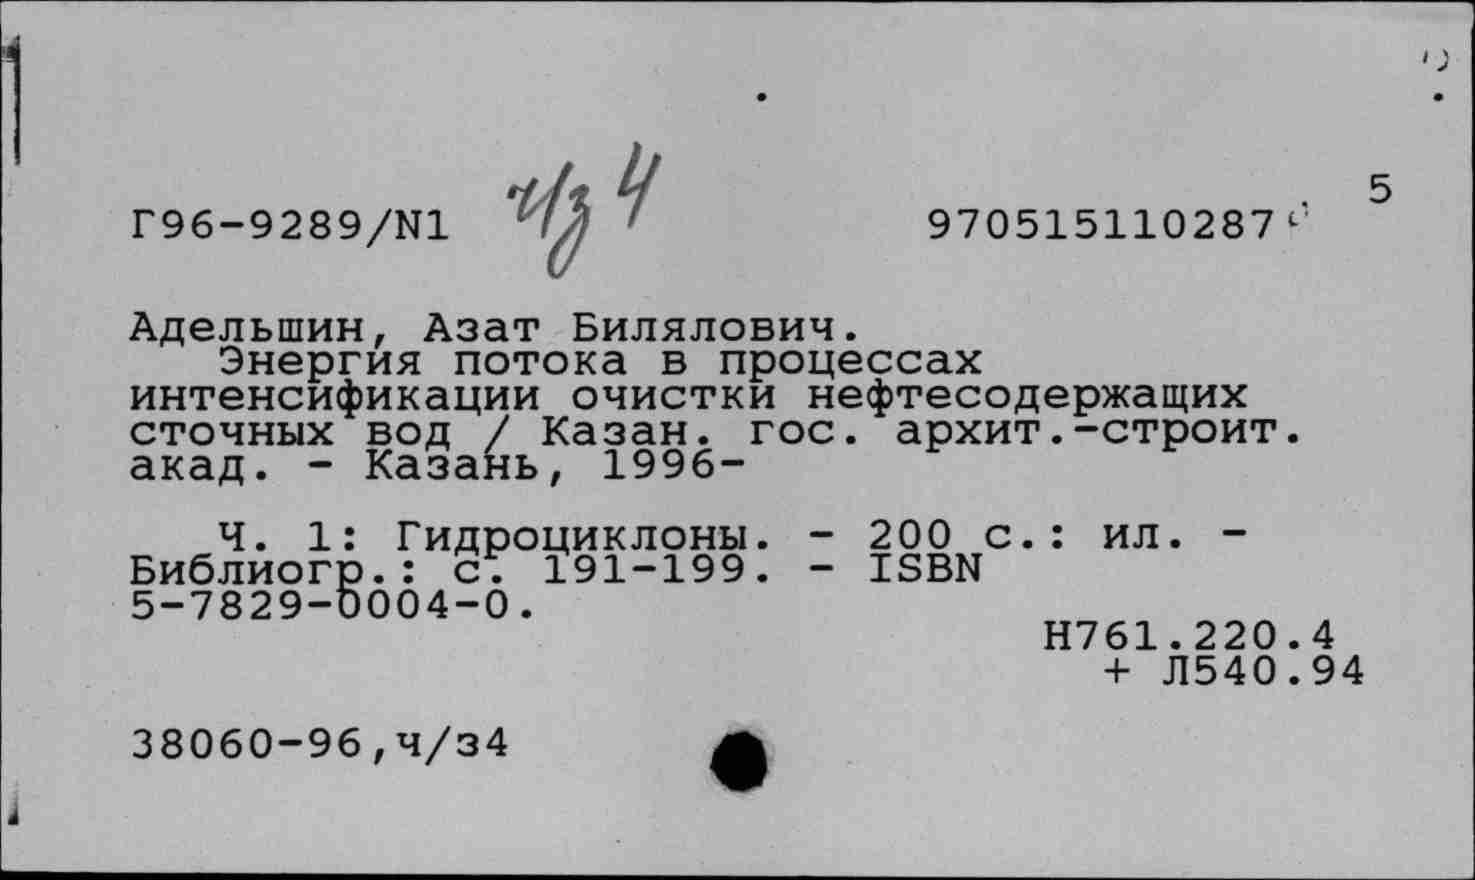 5
Г96-9289/N1 ч/з 4 970515110287
Адельшин, Азат Билялович.
Энергия потока в процессах
интенсификации очистки нефтесодержащих
сточных вод / Казан. гос. архит.-строит.
акад. - Казань, 1996-
Ч. 1: Гидроциклоны. - 200 с.: ил. -
Библиогр.: с. 191-199. - ISBN
5-7829-0004-0.
Н761.220.4
+ Л540.94
38060-96,ч/з4